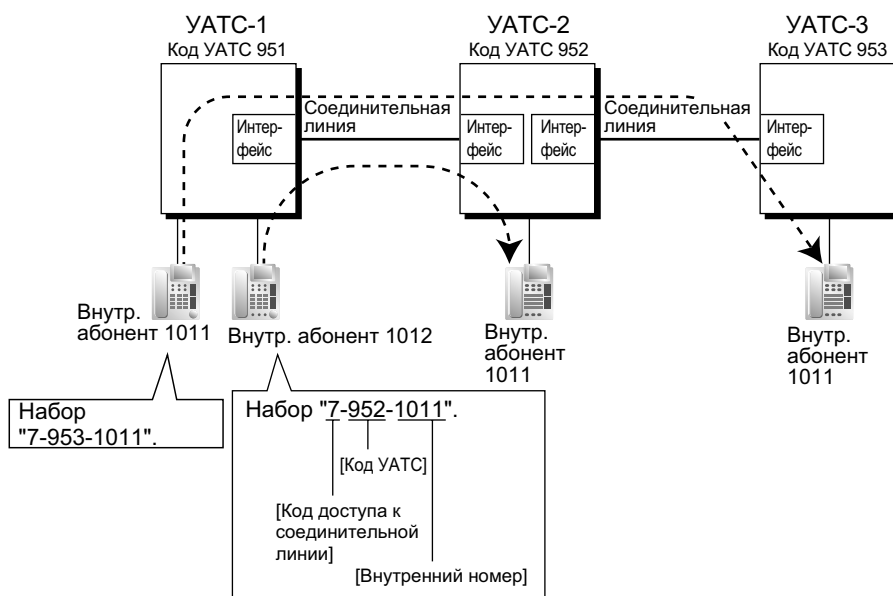 УАТС-1
Код УАТС 951
УАТС-2
Код УАТС 952
УАТС-3
Код УАТС 953
Соединительная
линия
Соединительная
линия
Интер-
фейс
Интер-
фейс
Интер-
фейс
Интер-
фейс
Внутр.
абонент 1011
Внутр. абонент 1012
Внутр.
абонент
1011
Внутр.
абонент
1011
Набор
"7-953-1011".
Набор "7-952-1011".
[Код УАТС]
[Код доступа к
соединительной
линии]
[Внутренний номер]